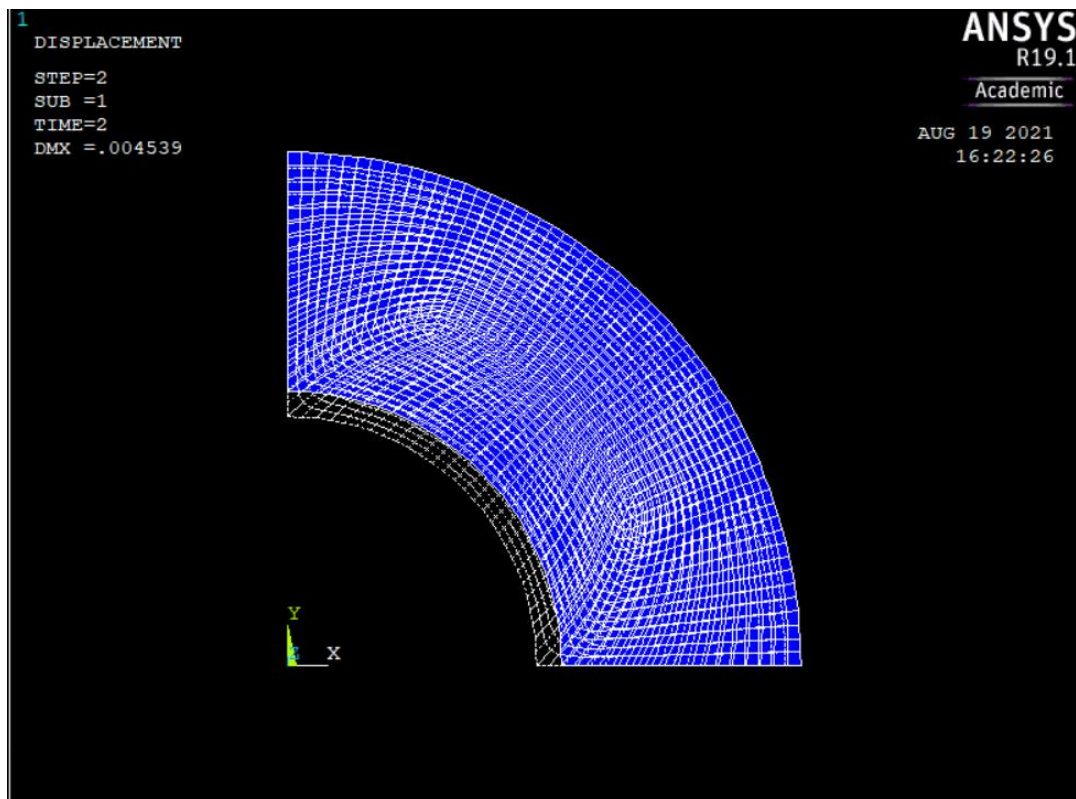 1
DISPLACEMENT
STEP=2
SUB =1
TIME=2
DMX =.004539
ANSYS
R19.1
Academic
AUG 19 2021
16:22:26
Y
Z X